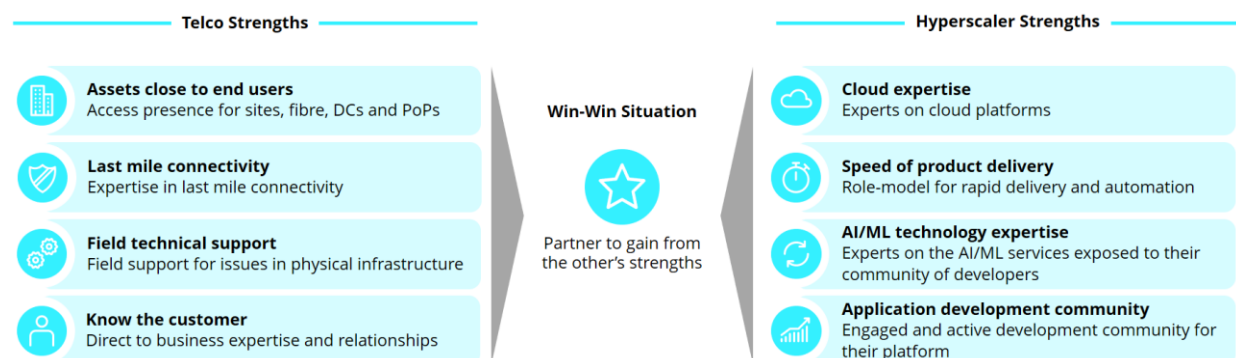 Telco Strengths
Assets close to end users
Access presence for sites, fibre, DCs and PoPs
Last mile connectivity
Expertise in last mile connectivity
Field technical support
Field support for issues in physical infrastructure
Know the customer
Direct to business expertise and relationships
Win-Win Situation
Partner to gain from
the other's strengths
Hyperscaler Strengths
Cloud expertise
Experts on cloud platforms
Speed of product delivery
Role-model for rapid delivery and automation
AI/ML technology expertise
Experts on the AI/ML services exposed to their
community of developers
Application development community
Engaged and active development community for
their platform